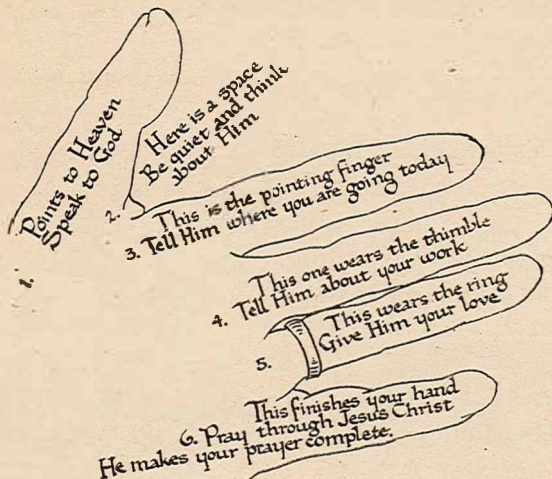 1. Points to Heaven
Speak to God
2. Here is a space
Be quiet and think
about Him
This is the pointing finger
3. Tell Him where you are going today
This one wears the thimble
4. Tell Him about your work
5. This wears the ring
Give Him your love
This finishes your hand
6. Pray through Jesus Christ
He makes your prayer complete.